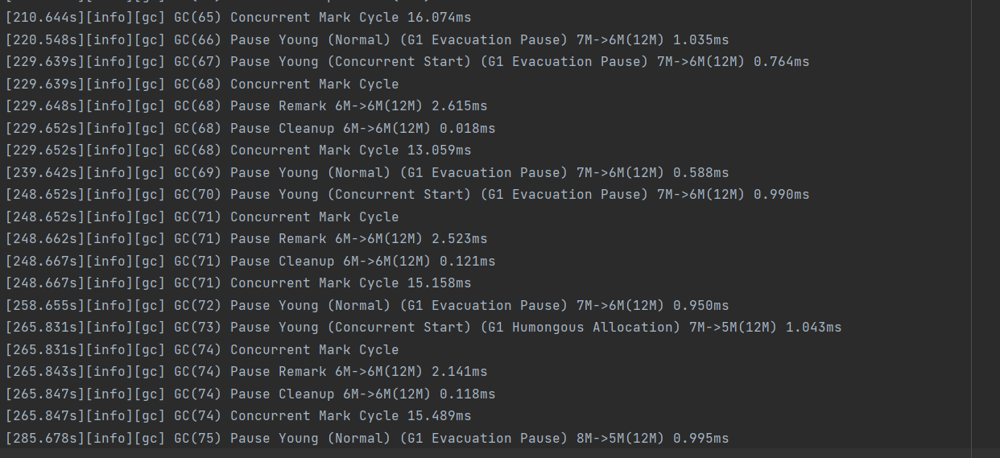 [210.644s][info][gc] GC(65) Concurrent Mark Cycle 16.074ms
[220.548s][info][gc] GC(66) Pause Young (Normal) (G1 Evacuation Pause) 7M->6M(12M) 1.035ms
[229.639s][info][gc] GC(67) Pause Young (Concurrent Start) (G1 Evacuation Pause) 7M->6M(12M) 0.764ms
[229.639s][info][gc] GC(68) Concurrent Mark Cycle
[229.648s][info][gc] GC(68) Pause Remark 6M->6M(12M) 2.615ms
[229.652s][info][gc] GC(68) Pause Cleanup 6M->6M(12M) 0.018ms
[229.652s][info][gc] GC(68) Concurrent Mark Cycle 13.059ms
[239.642s][info][gc] GC(69) Pause Young (Normal) (G1 Evacuation Pause) 7M->6M(12M) 0.588ms
[248.652s][info][gc] GC(70) Pause Young (Concurrent Start) (G1 Evacuation Pause) 7M->6M(12M) 0.990ms
[248.652s][info][gc] GC(71) Concurrent Mark Cycle
[248.662s][info][gc] GC(71) Pause Remark 6M->6M(12M) 2.523ms
[248.667s][info][gc] GC(71) Pause Cleanup 6M->6M(12M) 0.121ms
[248.667s][info][gc] GC(71) Concurrent Mark Cycle 15.158ms
[258.655s][info][gc] GC(72) Pause Young (Normal) (G1 Evacuation Pause) 7M->6M(12M) 0.950ms
[265.831s][info][gc] GC(73) Pause Young (Concurrent Start) (G1 Humongous Allocation) 7M->5M(12M) 1.043ms
[265.831s][info][gc] GC(74) Concurrent Mark Cycle
[265.843s][info][gc] GC(74) Pause Remark 6M->6M(12M) 2.141ms
[265.847s][info][gc] GC(74) Pause Cleanup 6M->6M(12M) 0.118ms
[265.847s][info][gc] GC(74) Concurrent Mark Cycle 15.489ms
[285.678s][info][gc] GC(75) Pause Young (Normal) (G1 Evacuation Pause) 8M->5M(12M) 0.995ms